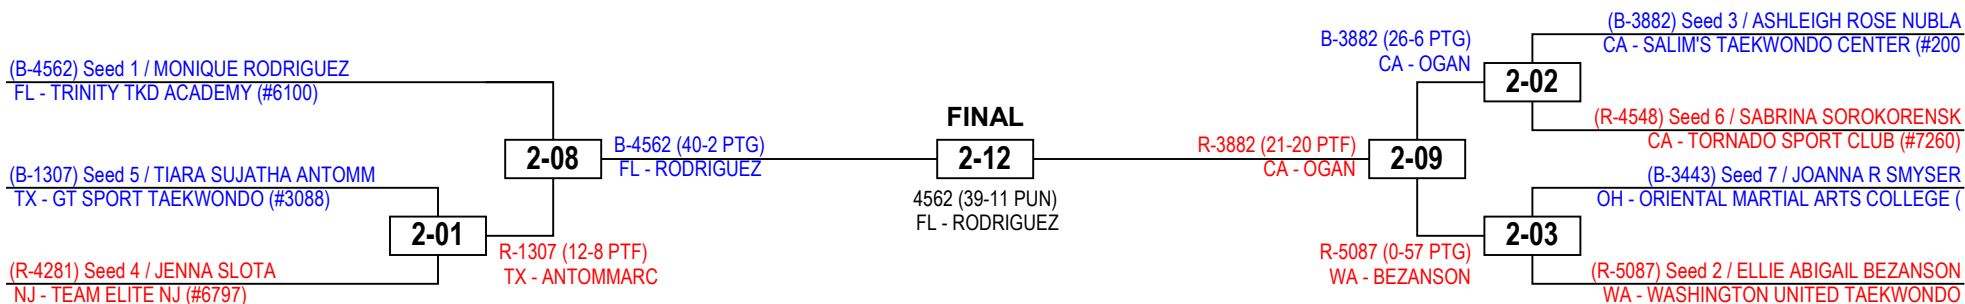 (B-4562) Seed 1 / MONIQUE RODRIGUEZ
FL - TRINITY TKD ACADEMY (#6100)
(B-1307) Seed 5 / TIARA SUJATHA ANTOMM
TX - GT SPORT TAEKWONDO (#3088)
(R-4281) Seed 4 / JENNA SLOTA
NJ - TEAM ELITE NJ (#6797)
2-01
R-1307 (12-8 PTF)
TX - ANTOMMARC
2-08
B-4562 (40-2 PTG)
FL - RODRIGUEZ
FINAL
2-12
4562 (39-11 PUN)
FL - RODRIGUEZ
R-3882 (21-20 PTF)
CA - OGAN
2-09
B-3882 (26-6 PTG)
CA - OGAN
2-02
R-5087 (0-57 PTG)
WA - BEZANSON
2-03
(B-3882) Seed 3 / ASHLEIGH ROSE NUBLA
CA - SALIM'S TAEKWONDO CENTER (#200
(R-4548) Seed 6 / SABRINA SOROKORENSK
CA - TORNADO SPORT CLUB (#7260)
(B-3443) Seed 7 / JOANNA R SMYSER
OH - ORIENTAL MARTIAL ARTS COLLEGE (
(R-5087) Seed 2 / ELLIE ABIGAIL BEZANSON
WA - WASHINGTON UNITED TAEKWONDO